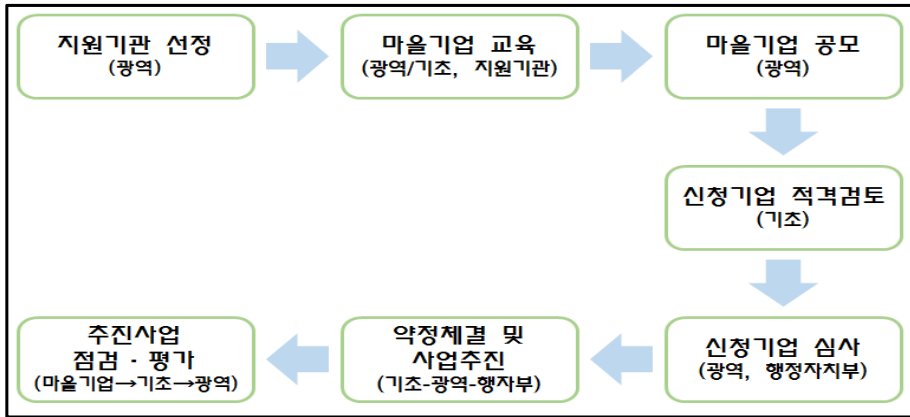 지원기관 선정
(광역)
마을기업 교육
(광역/기초, 지원기관)
마을기업 공모
(광역)
신청기업 적격검토
(기초)
신청기업 심사
(광역, 행정자치부)
약정체결 및
사업추진
(기초-광역-행자부)
추진사업
점검·평가
(마을기업→기초→광역)